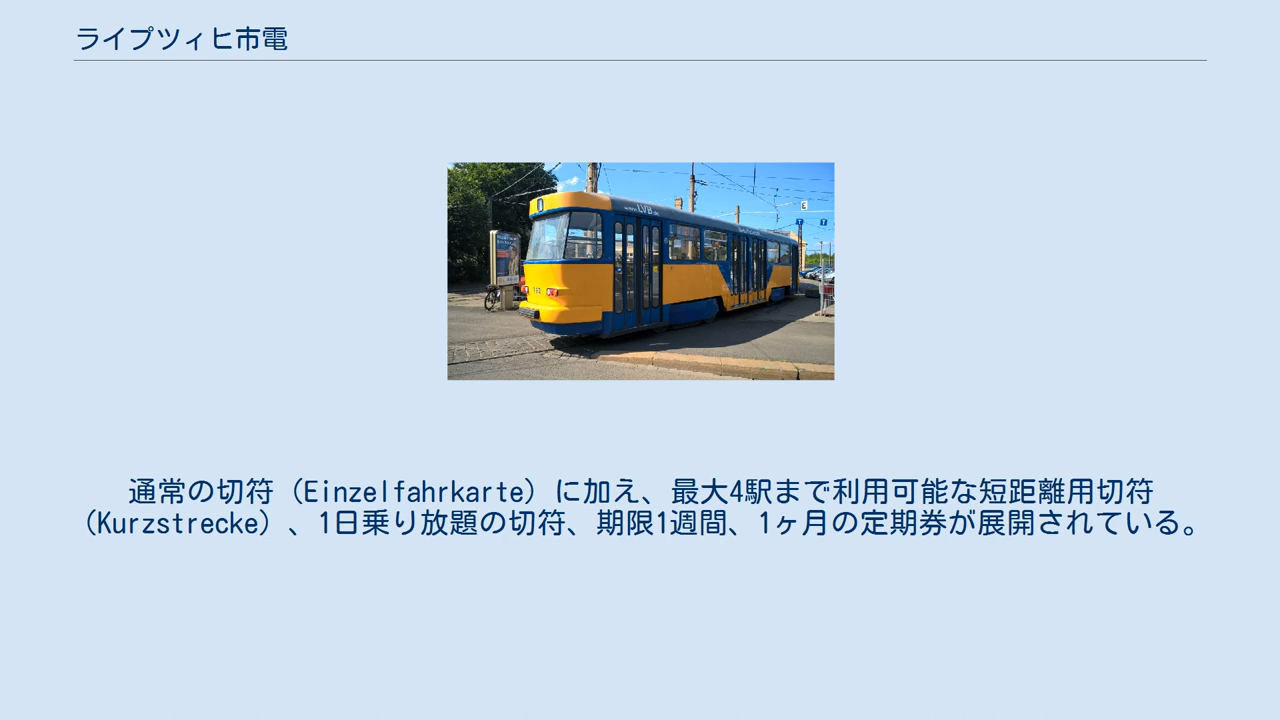 ライプツィヒ市電
LVB
通常の切符（Einzelfahrkarte）に加え、最大4駅まで利用可能な短距離用切符
（Kurzstrecke）、1日乗り放題の切符、期限1週間、1ヶ月の定期券が展開されている。